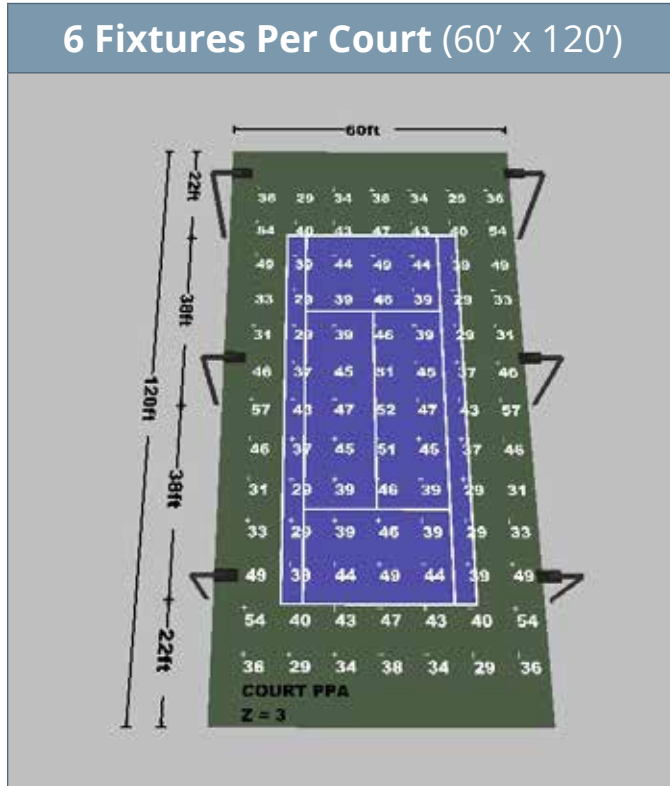 6 Fixtures Per Court (60’ x 120’)
60ft
22ft
38ft
120ft
38ft
22ft
36 29 34 38 34 29 36
54 40 43 47 43 40 54
49 39 44 49 44 39 49
33 29 39 46 39 29 33
31 29 39 46 39 29 31
46 37 45 51 45 37 46
57 43 47 52 47 43 57
46 37 45 51 45 37 46
31 29 39 46 39 29 31
33 29 39 46 39 29 33
49 39 44 49 44 39 49
54 40 43 47 43 40 54
36 29 34 38 34 29 36
COURT PPA
Z = 3